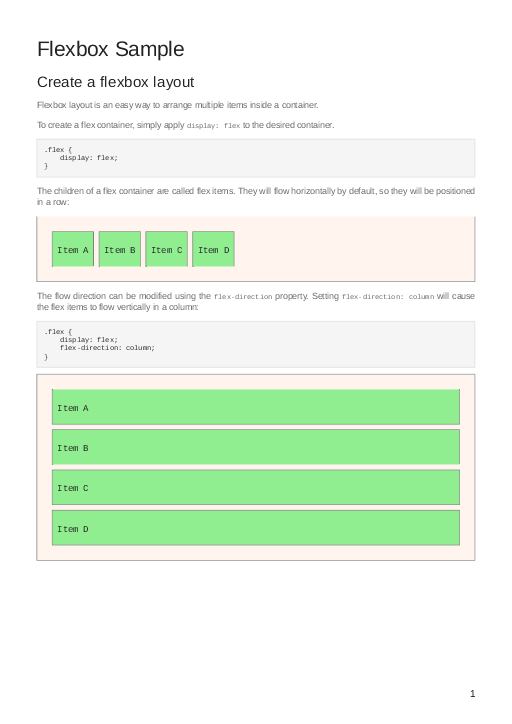 Flexbox Sample
Create a flexbox layout
Flexbox layout is an easy way to arrange multiple items inside a container.
To create a flex container, simply apply display: flex to the desired container.
.flex {
    display: flex;
}
The children of a flex container are called flex items. They will flow horizontally by default, so they will be positioned
in a row:
Item A Item B Item C Item D
The flow direction can be modified using the flex-direction property. Setting flex-direction: column will cause
the flex items to flow vertically in a column:
.flex {
    display: flex;
    flex-direction: column;
}
Item A
Item B
Item C
Item D
1